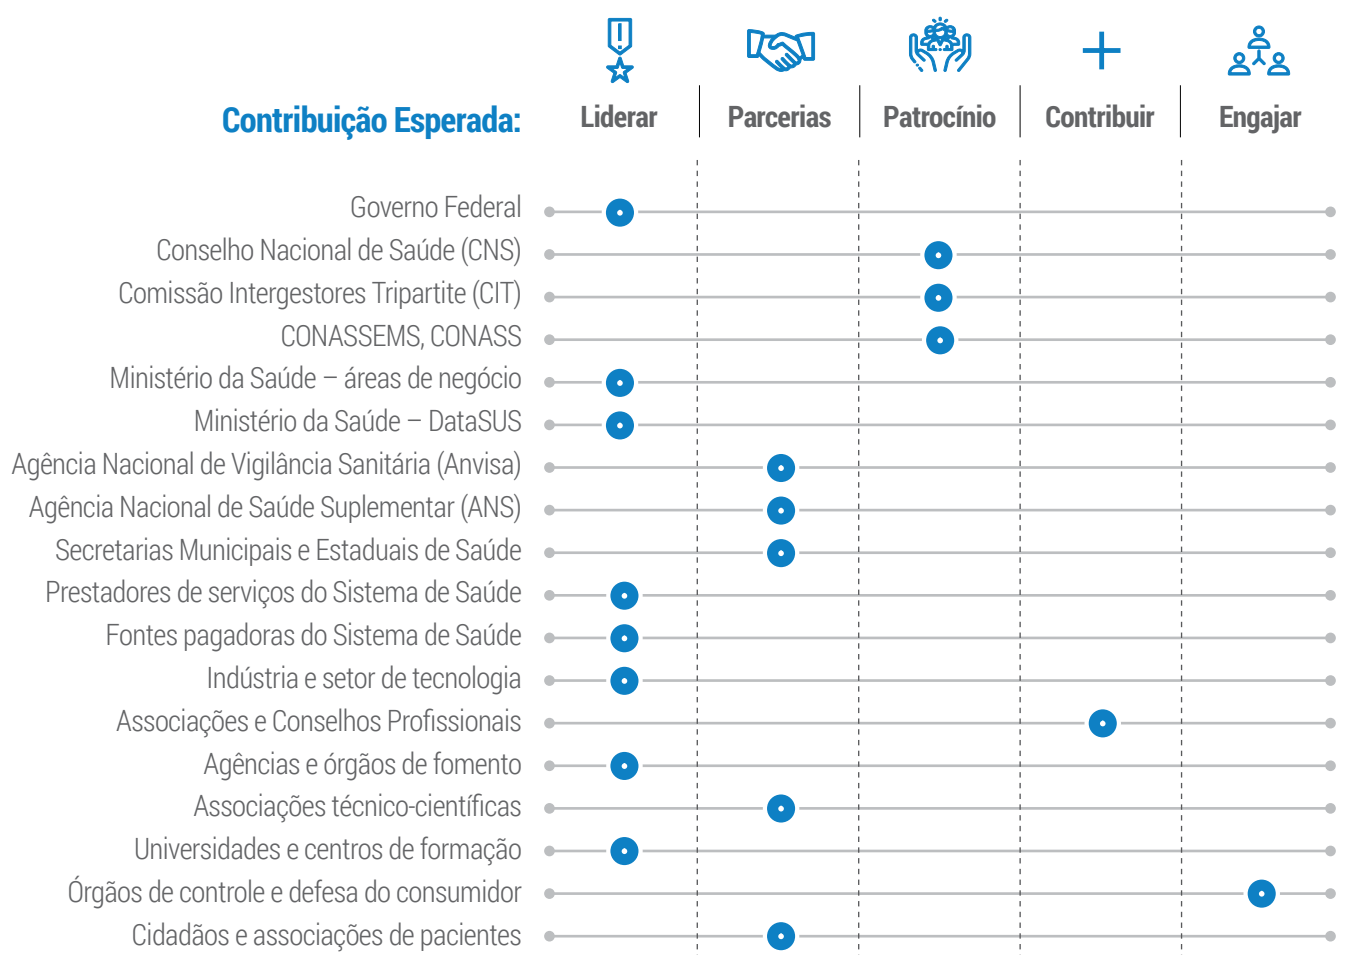 Contribuição Esperada:
Liderar
Parcerias
Patrocínio
Contribuir
Engajar
Governo Federal
Conselho Nacional de Saúde (CNS)
Comissão Intergestores Tripartite (CIT)
CONASSEMS, CONASS
Ministério da Saúde – áreas de negócio
Ministério da Saúde – DataSUS
Agência Nacional de Vigilância Sanitária (Anvisa)
Agência Nacional de Saúde Suplementar (ANS)
Secretarias Municipais e Estaduais de Saúde
Prestadores de serviços do Sistema de Saúde
Fontes pagadoras do Sistema de Saúde
Indústria e setor de tecnologia
Associações e Conselhos Profissionais
Agências e órgãos de fomento
Associações técnico-científicas
Universidades e centros de formação
Órgãos de controle e defesa do consumidor
Cidadãos e associações de pacientes